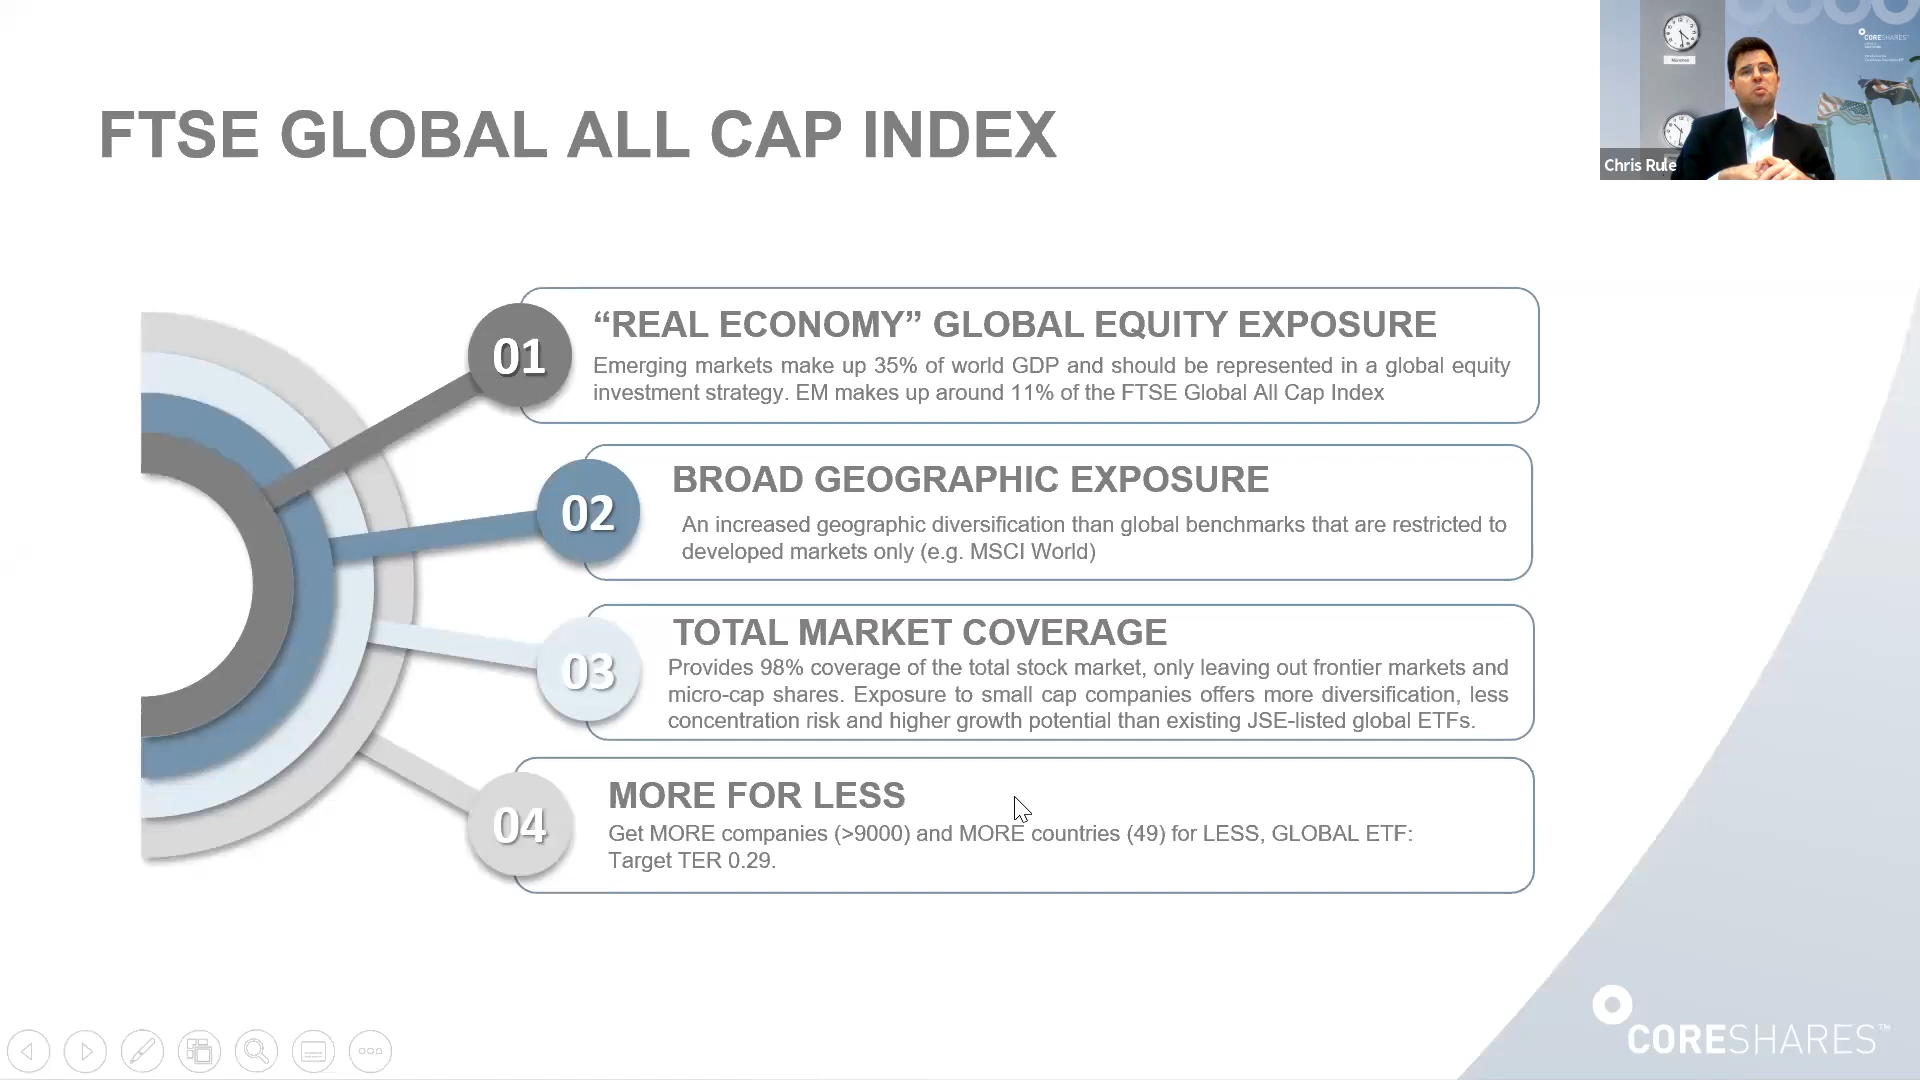 FTSE GLOBAL ALL CAP INDEX
CORESHARES
München
Chris Rule
01
“REAL ECONOMY” GLOBAL EQUITY EXPOSURE
Emerging markets make up 35% of world GDP and should be represented in a global equity
investment strategy. EM makes up around 11% of the FTSE Global All Cap Index
02
BROAD GEOGRAPHIC EXPOSURE
An increased geographic diversification than global benchmarks that are restricted to
developed markets only (e.g. MSCI World)
03
TOTAL MARKET COVERAGE
Provides 98% coverage of the total stock market, only leaving out frontier markets and
micro-cap shares. Exposure to small cap companies offers more diversification, less
concentration risk and higher growth potential than existing JSE-listed global ETFs.
04
MORE FOR LESS
Get MORE companies (>9000) and MORE countries (49) for LESS, GLOBAL ETF:
Target TER 0.29.
CORESHARES™